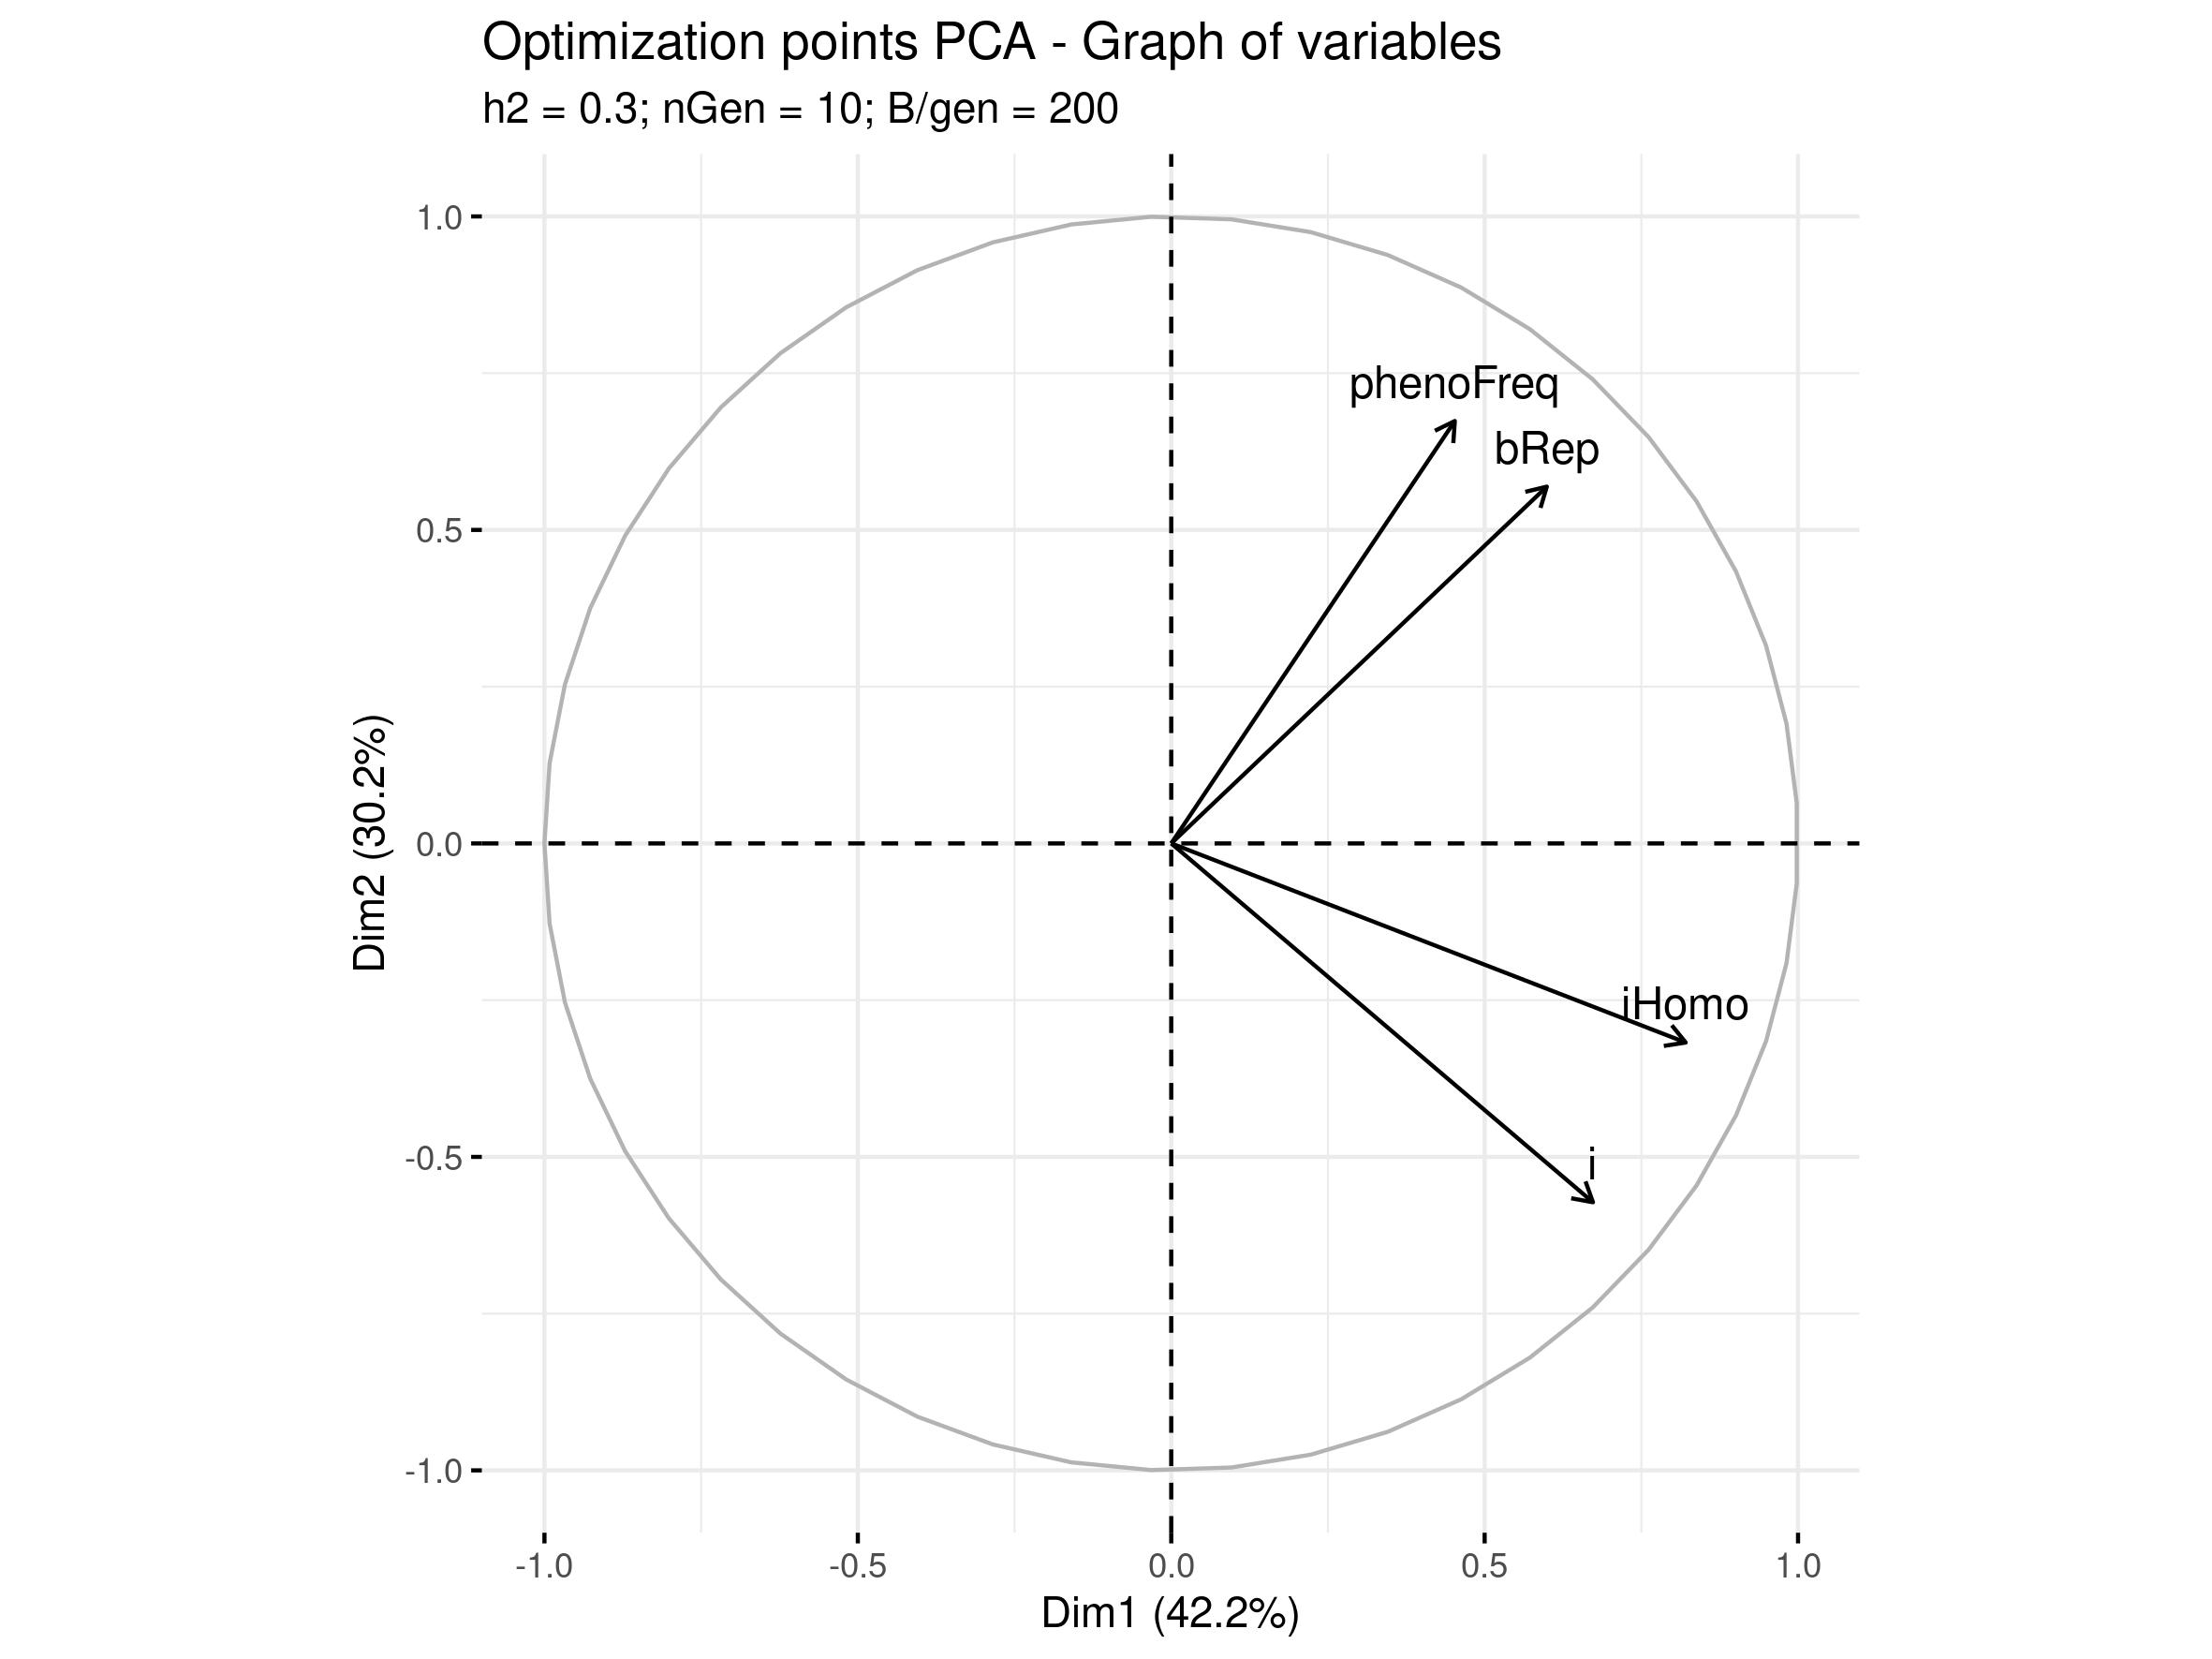 Optimization points PCA - Graph of variables
h2 = 0.3; nGen = 10; B/gen = 200
1.0
phenoFreq
bRep
0.5
0.0
Dim2 (30.2%)
iHomo
i
-0.5
-1.0
-1.0 -0.5 0.0 0.5 1.0
Dim1 (42.2%)